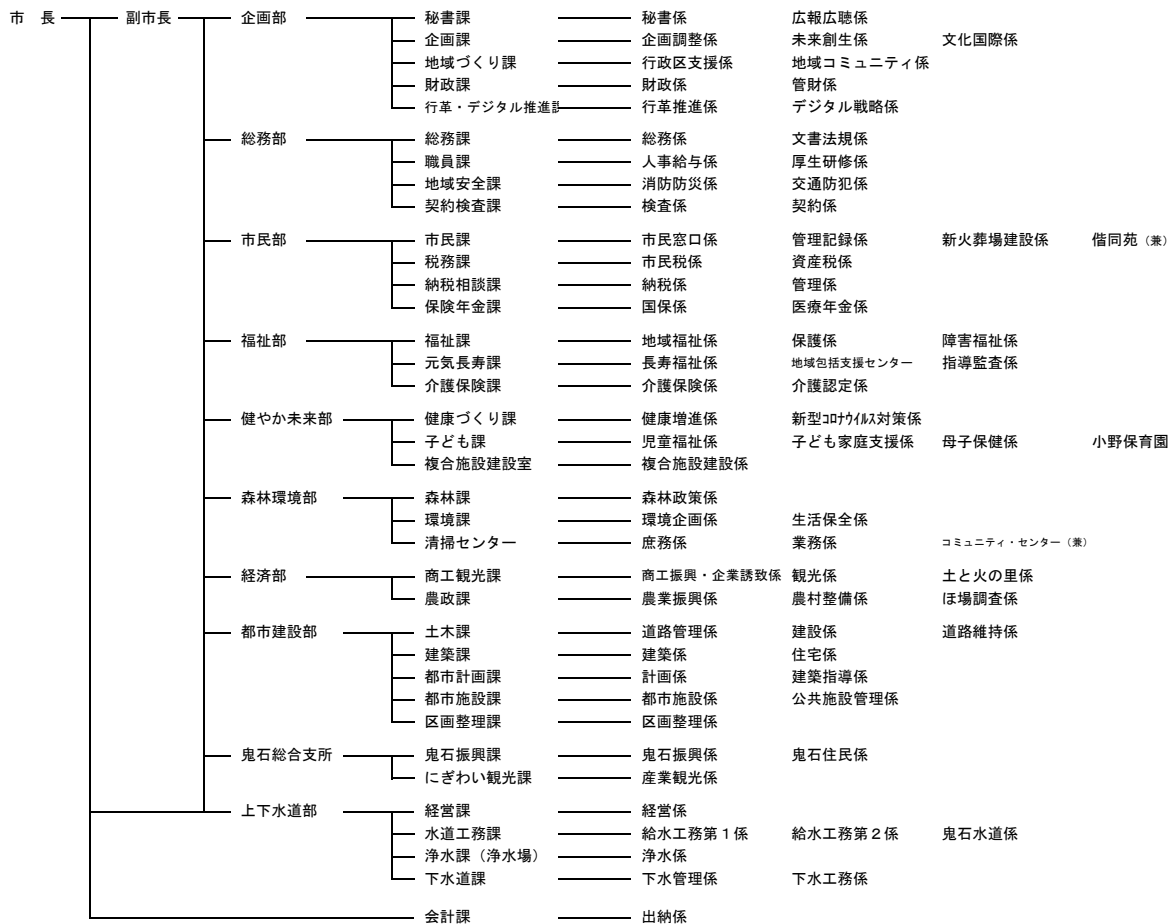 市　長 副市長 企画部 秘書課 秘書係 広報広聴係
企画課 企画調整係 未来創生係 文化国際係
地域づくり課 行政区支援係 地域コミュニティ係
財政課 財政係 管財係
行革・デジタル推進課 行革推進係 デジタル戦略係
総務部 総務課 総務係 文書法規係
職員課 人事給与係 厚生研修係
地域安全課 消防防災係 交通防犯係
契約検査課 検査係 契約係
市民部 市民課 市民窓口係 管理記録係 新火葬場建設係 偕同苑（兼）
税務課 市民税係 資産税係
納税相談課 納税係 管理係
保険年金課 国保係 医療年金係
福祉部 福祉課 地域福祉係 保護係 障害福祉係
元気長寿課 長寿福祉係 地域包括支援センター 指導監査係
介護保険課 介護保険係 介護認定係
健やか未来部 健康づくり課 健康増進係 新型ｺﾛﾅｳｲﾙｽ対策係
子ども課 児童福祉係 子ども家庭支援係 母子保健係 小野保育園
複合施設建設室 複合施設建設係
森林環境部 森林課 森林政策係
環境課 環境企画係 生活保全係
清掃センター 庶務係 業務係 コミュニティ・センター（兼）
経済部 商工観光課 商工振興・企業誘致係 観光係 土と火の里係
農政課 農業振興係 農村整備係 ほ場調査係
都市建設部 土木課 道路管理係 建設係 道路維持係
建築課 建築係 住宅係
都市計画課 計画係 建築指導係
都市施設課 都市施設係 公共施設管理係
区画整理課 区画整理係
鬼石総合支所 鬼石振興課 鬼石振興係 鬼石住民係
にぎわい観光課 産業観光係
上下水道部 経営課 経営係
水道工務課 給水工務第１係 給水工務第２係 鬼石水道係
浄水課（浄水場） 浄水係
下水道課 下水管理係 下水工務係
会計課 出納係